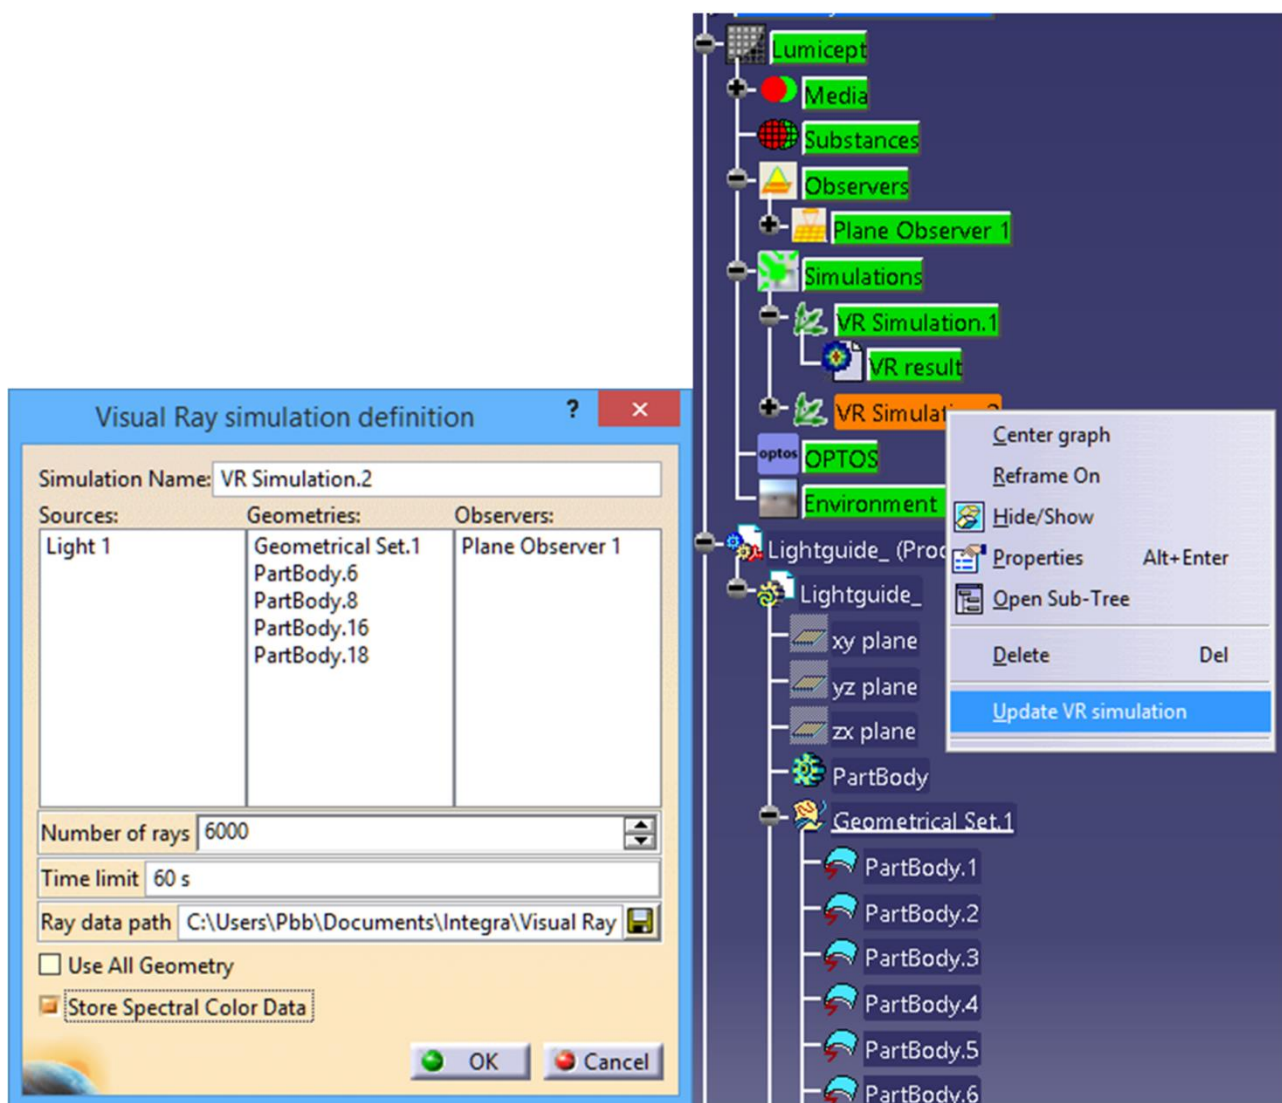 Visual Ray simulation definition
?
Simulation Name: VR Simulation.2
Sources: Geometries: Observers:
Light 1 Geometrical Set.1 Plane Observer 1
PartBody.6
PartBody.8
PartBody.16
PartBody.18
Number of rays 6000
Time limit 60 s
Ray data path C:\Users\Pbb\Documents\Integra\Visual Ray
Use All Geometry
Store Spectral Color Data
OK Cancel
Lumicept
Media
Substances
Observers
Plane Observer 1
Simulations
VR Simulation.1
VR result
VR
optos OPTOS
Environment
Lightguide_
Lightguide_
xy plane
yz plane
zx plane
PartBody
Geometrical Set.1
PartBody.1
PartBody.2
PartBody.3
PartBody.4
PartBody.5
PartBody.6
Center graph
Reframe On
Hide/Show
Properties Alt+Enter
Open Sub-Tree
Delete Del
Update VR simulation